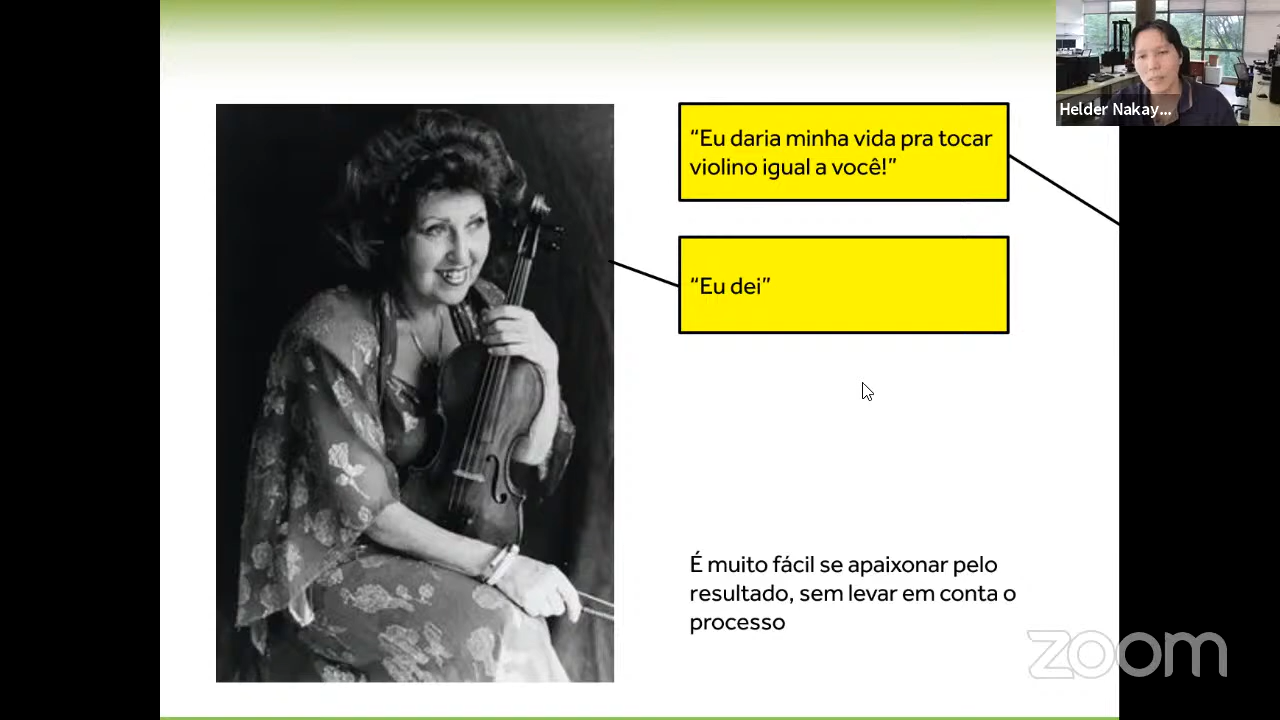 Helder Nakay...
“Eu daria minha vida pra tocar
violino igual a você!”
“Eu dei”
É muito fácil se apaixonar pelo
resultado, sem levar em conta o
processo
zoom